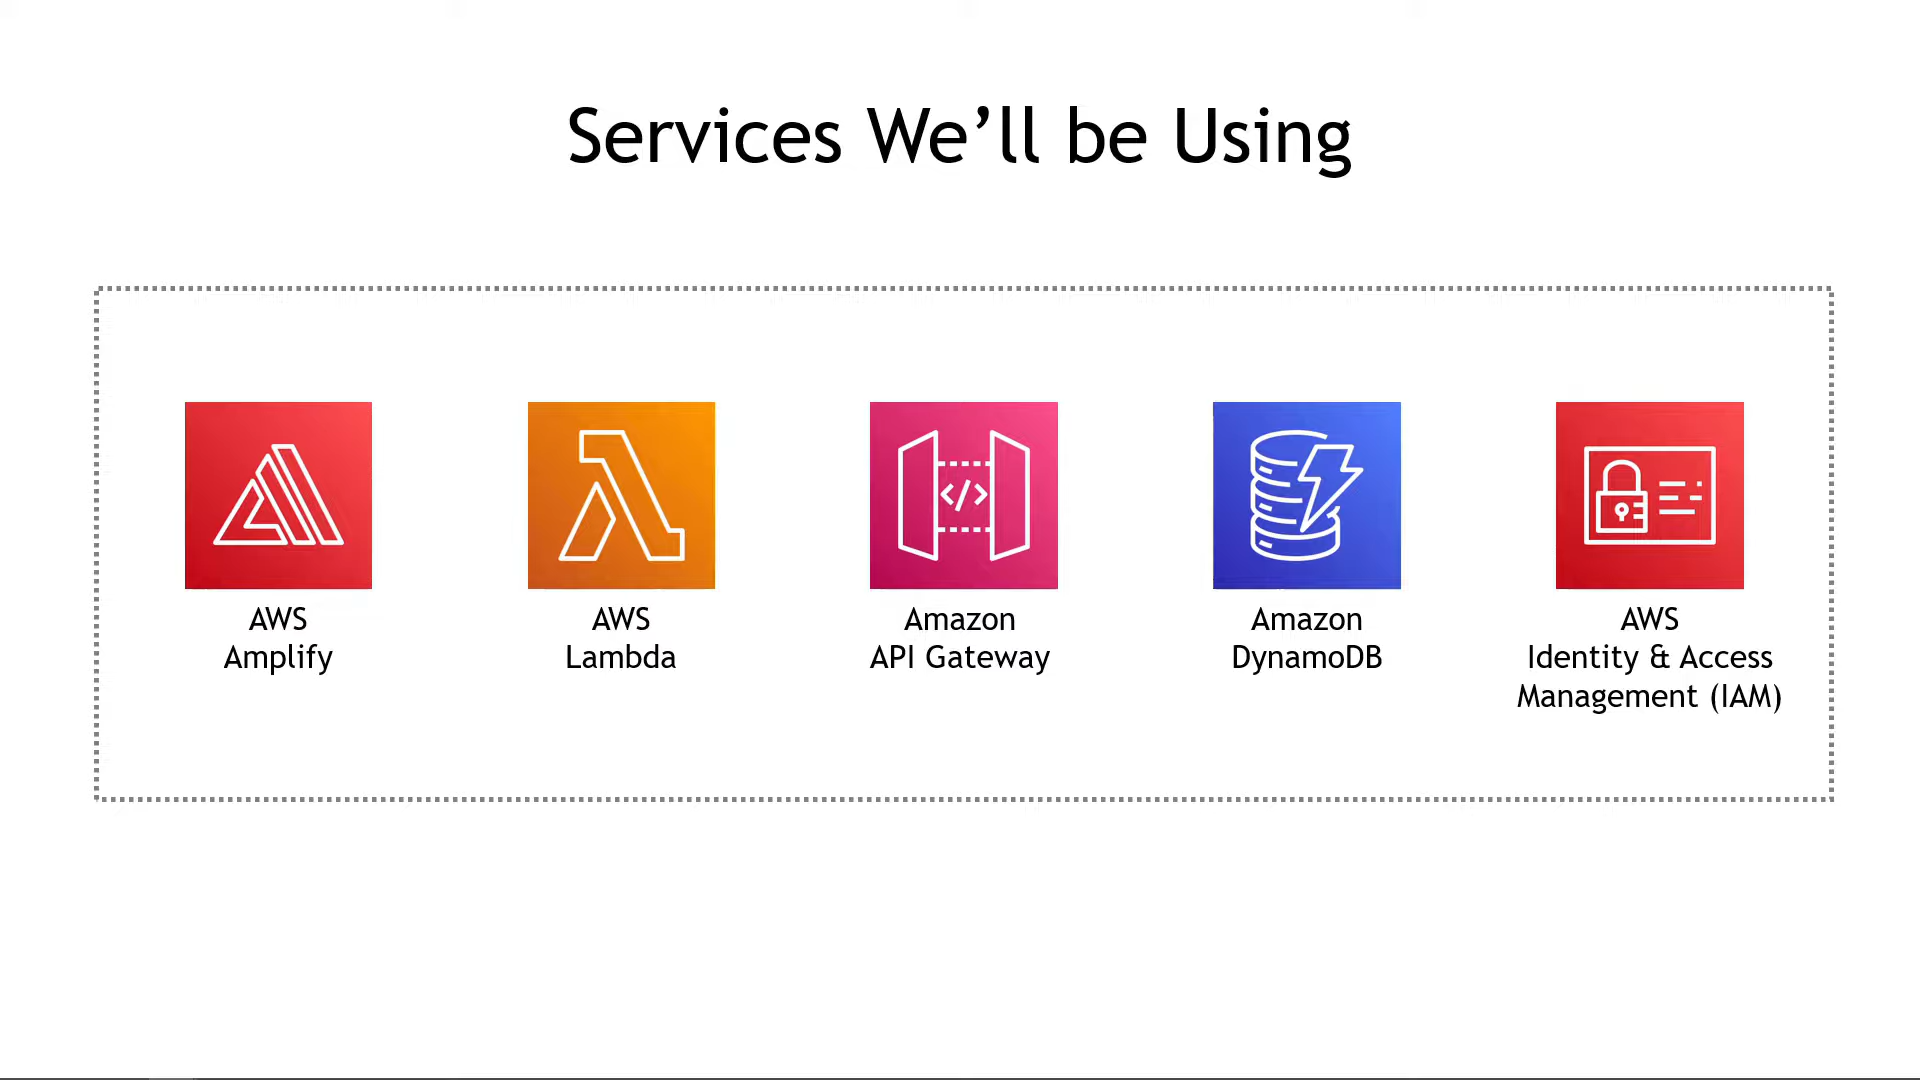 Services We’ll be Using
AWS
Amplify
AWS
Lambda
Amazon
API Gateway
Amazon
DynamoDB
AWS
Identity & Access
Management (IAM)